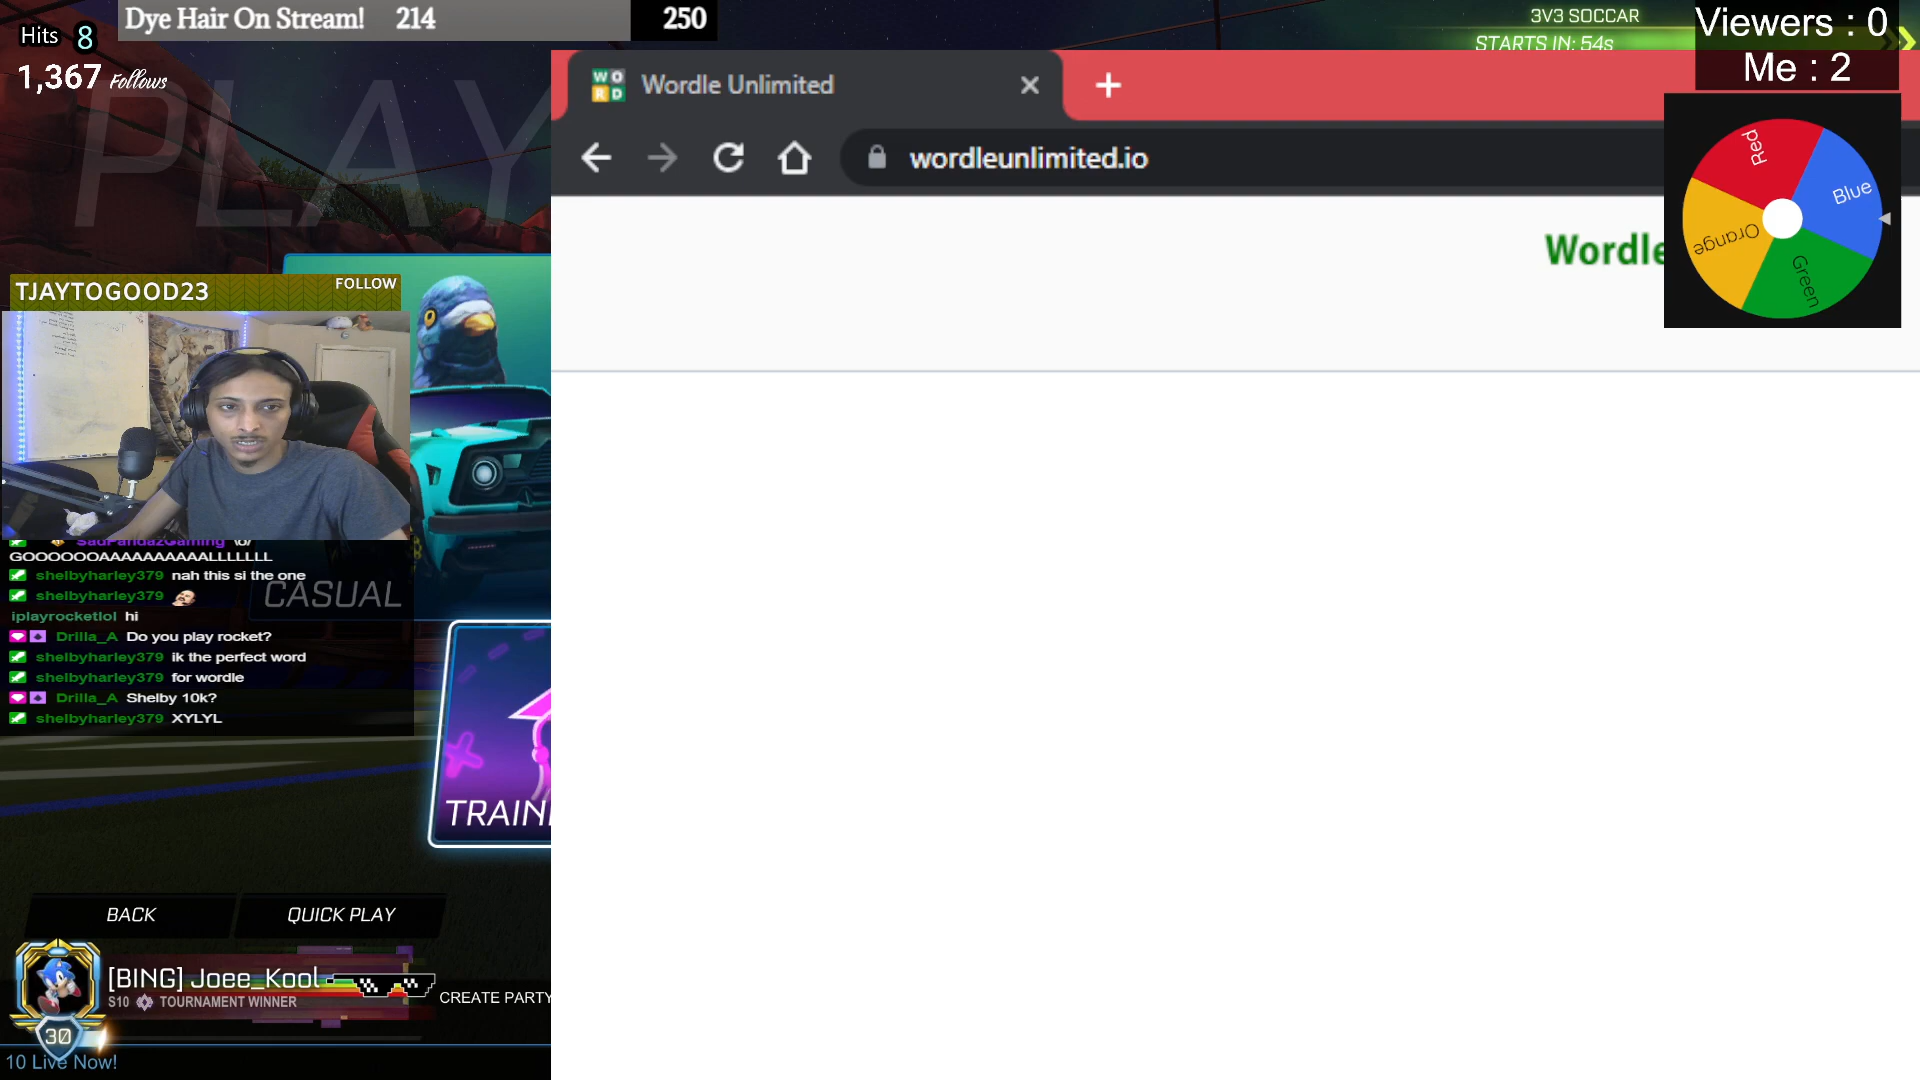 Dye Hair On Stream! 214 250
Hits 8
1,367 Follows
3V3 SOCCAR
STARTS IN: 54s
Viewers : 0
Me : 2
PLAY
W O
R D
Wordle Unlimited
wordleunlimited.io
Wordle
Red
Blue
Orange
Green
TJAYTOGOOD23 FOLLOW
SadPandazGaming \o/
GOOOOOOAAAAAAAAAALLLLLLL
shelbyharley379 nah this si the one
shelbyharley379
iplayrocketlol hi
Drilla_A Do you play rocket?
shelbyharley379 ik the perfect word
shelbyharley379 for wordle
Drilla_A Shelby 10k?
shelbyharley379 XYLYL
CASUAL
TRAINI
BACK QUICK PLAY
[BING] Joee_Kool
S10 TOURNAMENT WINNER
CREATE PARTY
30
10 Live Now!